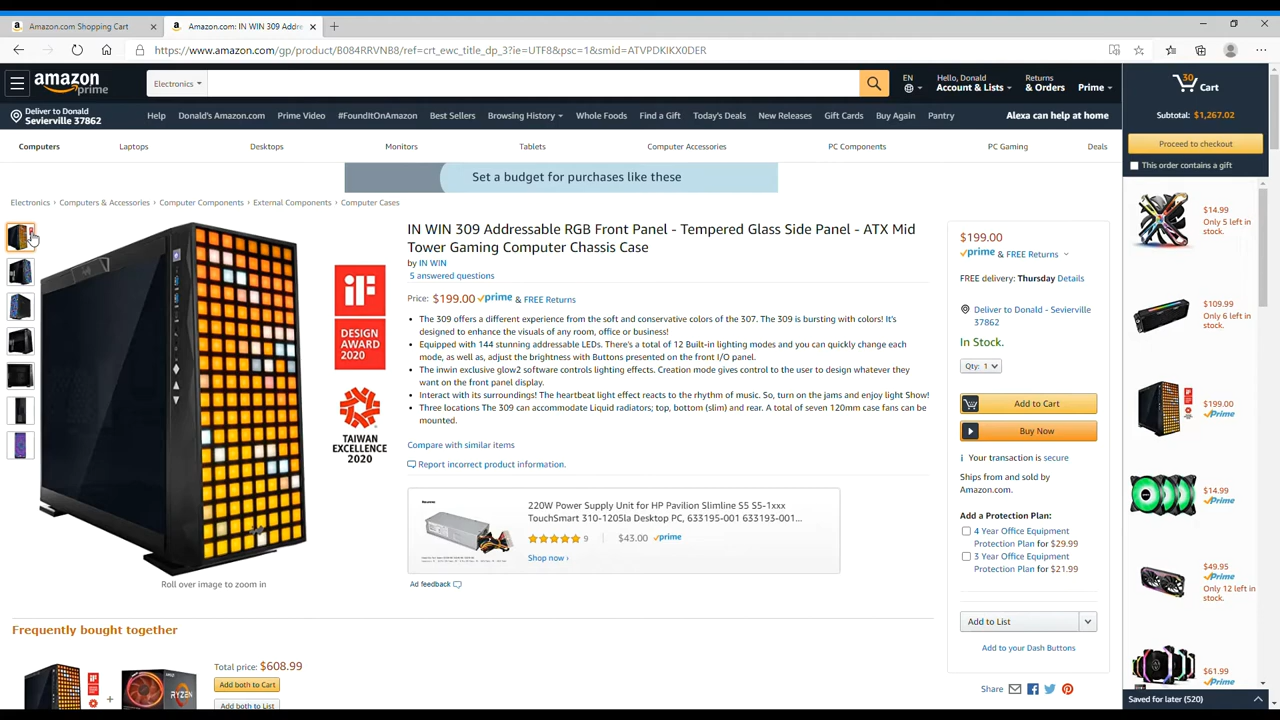 Amazon.com Shopping Cart
Amazon.com: IN WIN 309 Addre
https://www.amazon.com/gp/product/B084RRVNB8/ref=crt_ewc_title_dp_3?ie=UTF8&psc=1&smid=ATVPDKIKX0DER
amazon prime
Electronics
EN
Hello, Donald
Account & Lists
Returns
& Orders
Prime
30
Cart
Deliver to Donald
Sevierville 37862
Help
Donald's Amazon.com
Prime Video
#FoundItOnAmazon
Best Sellers
Browsing History
Whole Foods
Find a Gift
Today's Deals
New Releases
Gift Cards
Buy Again
Pantry
Alexa can help at home
Subtotal: $1,267.02
Proceed to checkout
This order contains a gift
Computers
Laptops
Desktops
Monitors
Tablets
Computer Accessories
PC Components
PC Gaming
Deals
Set a budget for purchases like these
Electronics › Computers & Accessories › Computer Components › External Components › Computer Cases
iF
DESIGN
AWARD
2020
TAIWAN
EXCELLENCE
2020
Roll over image to zoom in
IN WIN 309 Addressable RGB Front Panel - Tempered Glass Side Panel - ATX Mid
Tower Gaming Computer Chassis Case
by IN WIN
5 answered questions
Price: $199.00 prime & FREE Returns
• The 309 offers a different experience from the soft and conservative colors of the 307. The 309 is bursting with colors! It's
designed to enhance the visuals of any room, office or business!
• Equipped with 144 stunning addressable LEDs. There's a total of 12 Built-in lighting modes and you can quickly change each
mode, as well as, adjust the brightness with Buttons presented on the front I/O panel.
• The inwin exclusive glow2 software controls lighting effects. Creation mode gives control to the user to design whatever they
want on the front panel display.
• Interact with its surroundings! The heartbeat light effect reacts to the rhythm of music. So, turn on the jams and enjoy light Show!
• Three locations The 309 can accommodate Liquid radiators; top, bottom (slim) and rear. A total of seven 120mm case fans can be
mounted.
Compare with similar items
Report incorrect product information.
220W Power Supply Unit for HP Pavilion Slimline S5 S5-1xxx
TouchSmart 310-1205la Desktop PC, 633195-001 633193-001...
9
$43.00 prime
Shop now ›
Ad feedback
$199.00
prime & FREE Returns
FREE delivery: Thursday Details
Deliver to Donald - Sevierville
37862
In Stock.
Qty: 1
Add to Cart
Buy Now
Your transaction is secure
Ships from and sold by
Amazon.com.
Add a Protection Plan:
4 Year Office Equipment
Protection Plan for $29.99
3 Year Office Equipment
Protection Plan for $21.99
Add to List
Add to your Dash Buttons
Share
$14.99
Only 5 left in
stock.
$109.99
Only 6 left in
stock.
$199.00
prime
$14.99
prime
$49.95
prime
Only 12 left in
stock.
$61.99
prime
Saved for later (520)
Frequently bought together
RYZEN
Total price: $608.99
Add both to Cart
Add both to List